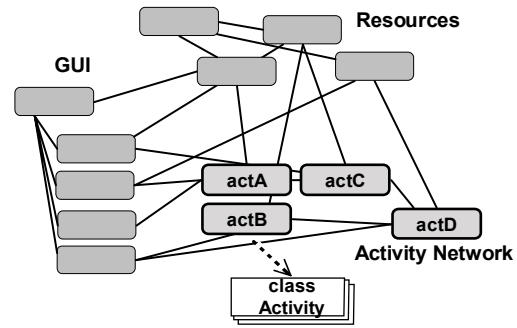 Resources
GUI
actA
actC
actB
actD
Activity Network
class
Activity